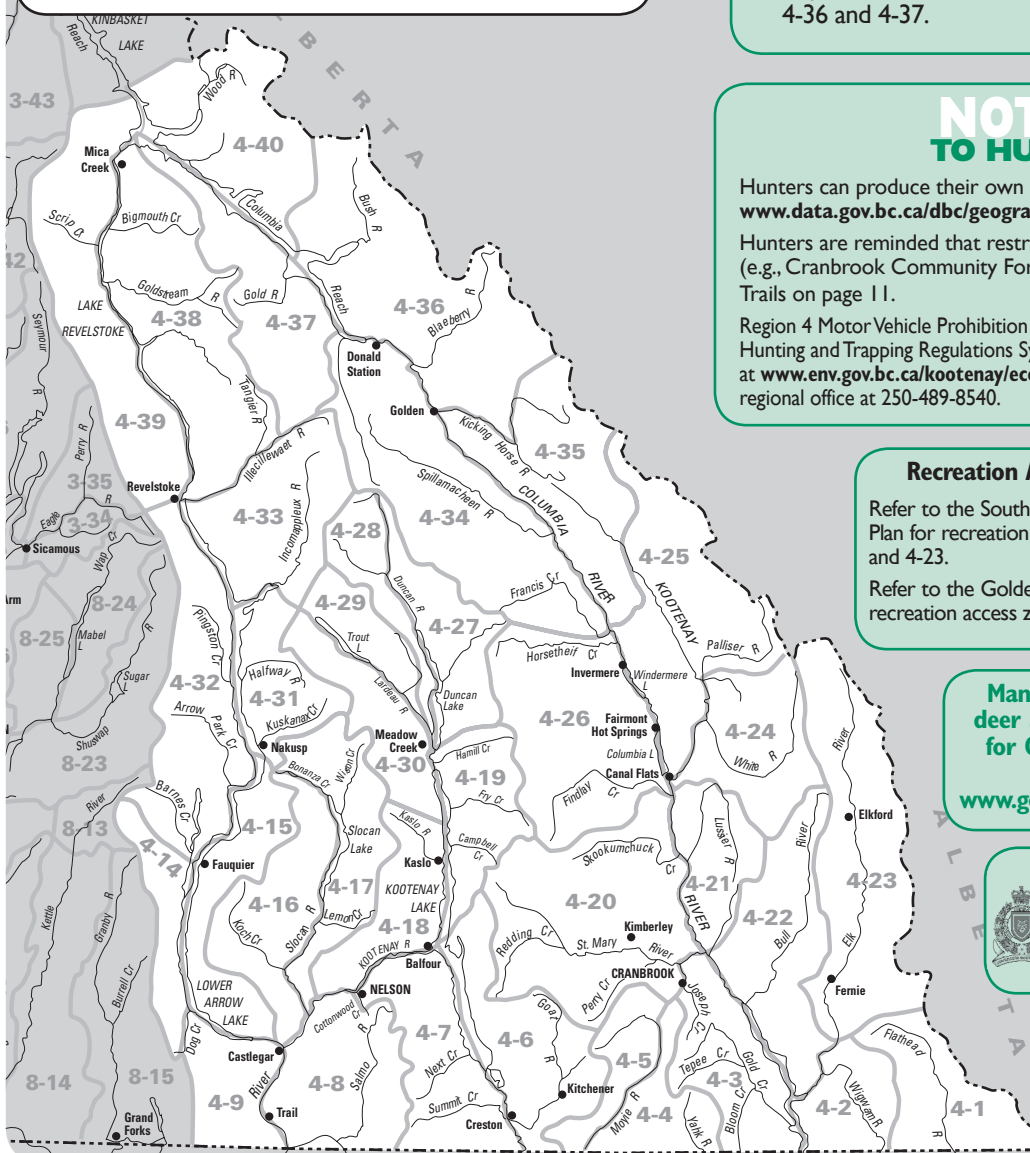 4-36 and 4-37.
NOT
TO HU
Hunters can produce their own
www.data.gov.bc.ca/dbc/geogra
Hunters are reminded that restr
(e.g., Cranbrook Community For
Trails on page 11.
Region 4 Motor Vehicle Prohibition
Hunting and Trapping Regulations Sy
at www.env.gov.bc.ca/kootenay/eco
regional office at 250-489-8540.
Recreation A
Refer to the South
Plan for recreation
and 4-23.
Refer to the Golde
recreation access z
Man
deer
for
www.g
KINBASKET
Reach
LAKE
BERTA
3-43
Wood R
4-40
Mica
Creek
Scrip Cr
Bigmouth Cr
Columbia
Bush R
42
Goldstream R
4-38
LAKE
REVELSTOKE
Gold R
4-37
Reach
4-36
Blaeberry R
Seymour R
Donald
Station
Tangier R
4-39
Golden
Perry R
Illecillewaet R
Kicking Horse R
4-35
3-35
Revelstoke
3-34
Eagle R
Sicamous
4-33
Incomappleux R
4-28
Spillamacheen R
4-34
COLUMBIA
RIVER
4-25
KOOTENAY
Wap Cr
Arm
8-24
8-25
Mabel
L
Sugar
L
R
Pingston Cr
4-29
Duncan R
4-27
Francis Cr
Trout
L
Horsetheif Cr
Palliser R
Invermere
Windermere
L
4-32
Halfway R
4-31
Lardeau R
Duncan
Lake
Arrow Park Cr
Kuskanax Cr
Nakusp
Meadow
Creek
4-30
Hamill Cr
4-26
Fairmont
Hot Springs
4-24
Shuswap
8-23
River
Bonanza Cr
Wilson Cr
4-19
Columbia L
White R
River
Fry Cr
Findlay Cr
Canal Flats
Barnes Cr
8-13
4-15
4-14
Slocan
Lake
Kaslo R
Kaslo
Campbell
Cr
Skookumchuck
Cr
Lusser R
River
Elkford
Fauquier
4-17
KOOTENAY
LAKE
4-21
4-23
Kettle
Granby R
4-16
Lemon Cr
4-18
4-20
RIVER
4-22
Koch Cr
Slocan R
KOOTENAY R
Balfour
Redding Cr
Kimberley
St. Mary
River
Bull
Elk
ALBERTA
Burrell Cr
LOWER
ARROW
LAKE
NELSON
Cottonwood
Cr
CRANBROOK
Perry Cr
Joseph Cr
Fernie
Dog Cr
Castlegar
4-7
4-6
Goat R
4-5
Tepee Cr
Gold Cr
4-3
Flathead
R
8-14
8-15
4-9
River
4-8
Salmo R
Next Cr
Summit Cr
Kitchener
Moyie R
4-4
Yahk R
Bloom Cr
4-2
Wigwam R
4-1
Grand
Forks
Trail
Creston